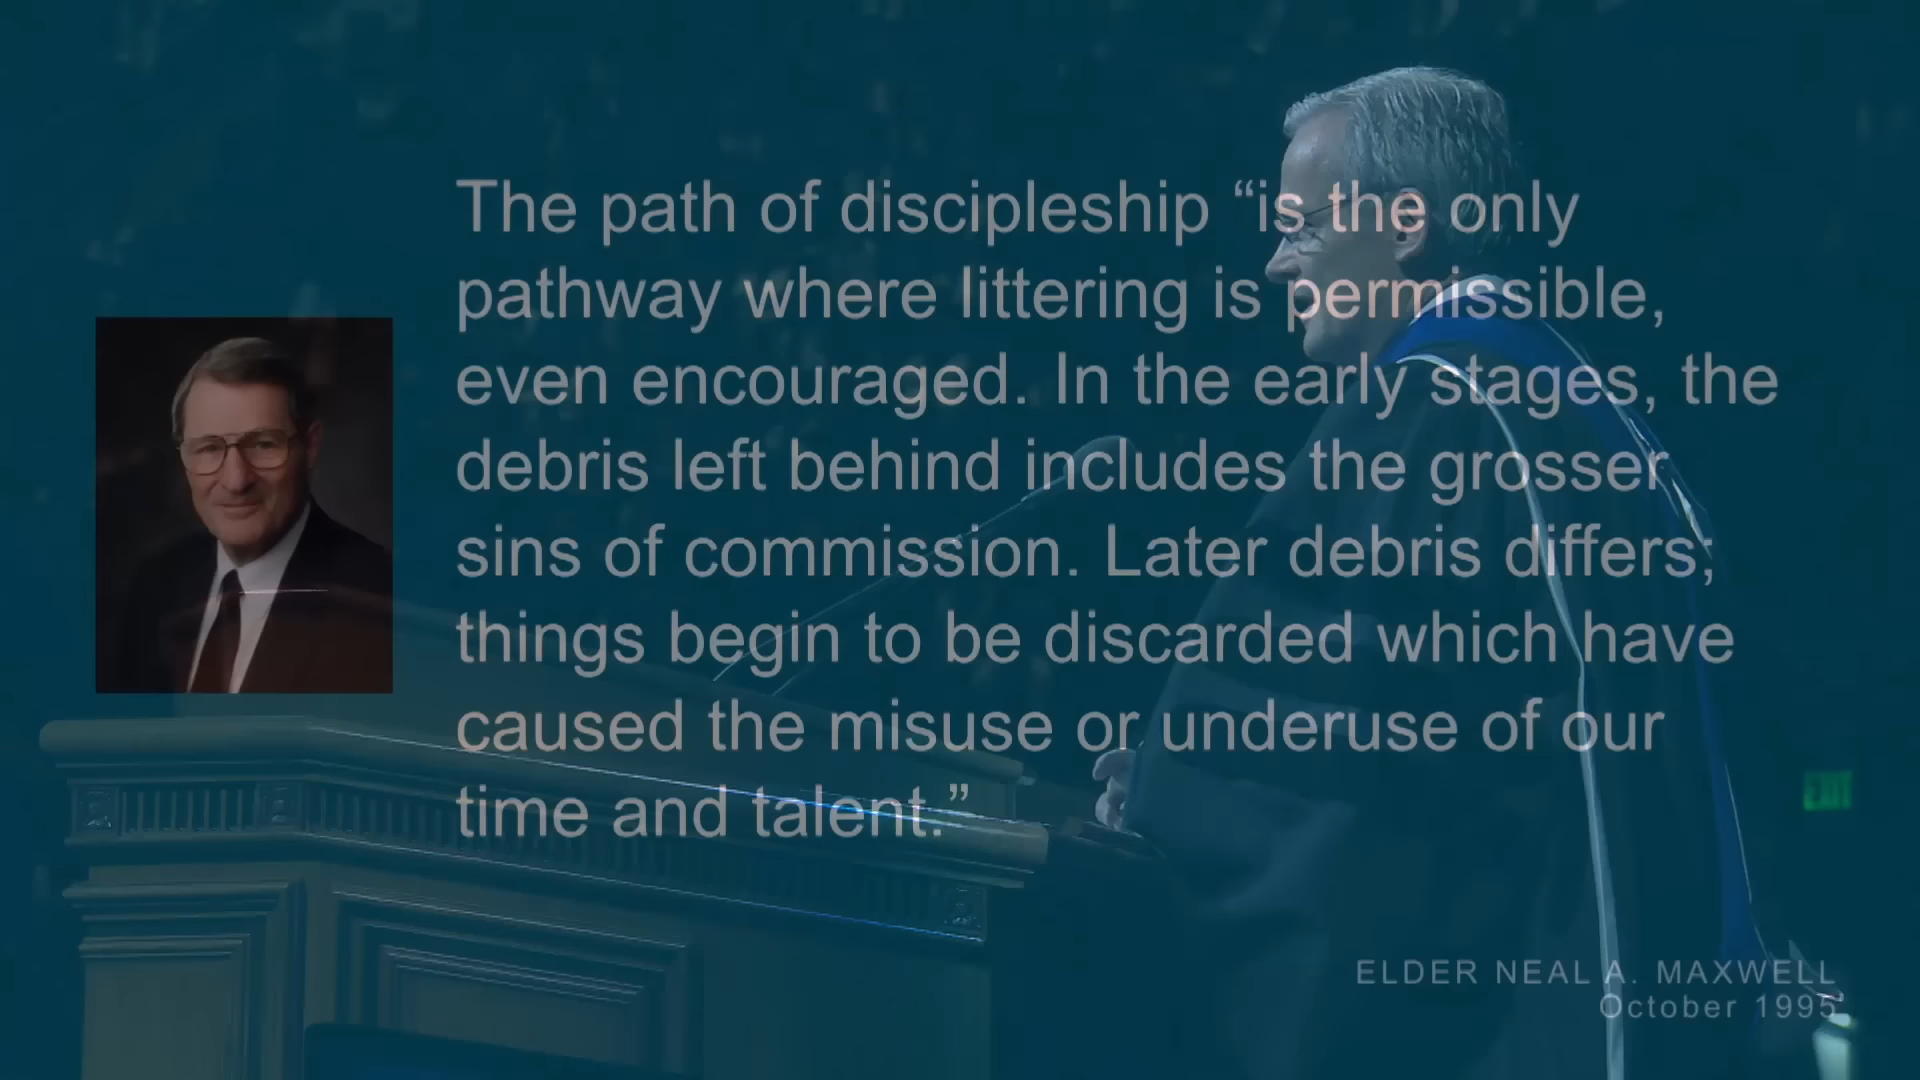 The path of discipleship “is the only
pathway where littering is permissible,
even encouraged. In the early stages, the
debris left behind includes the grosser
sins of commission. Later debris differs;
things begin to be discarded which have
caused the misuse or underuse of our
time and talent.”
EXIT
ELDER NEAL A. MAXWELL
October 1995